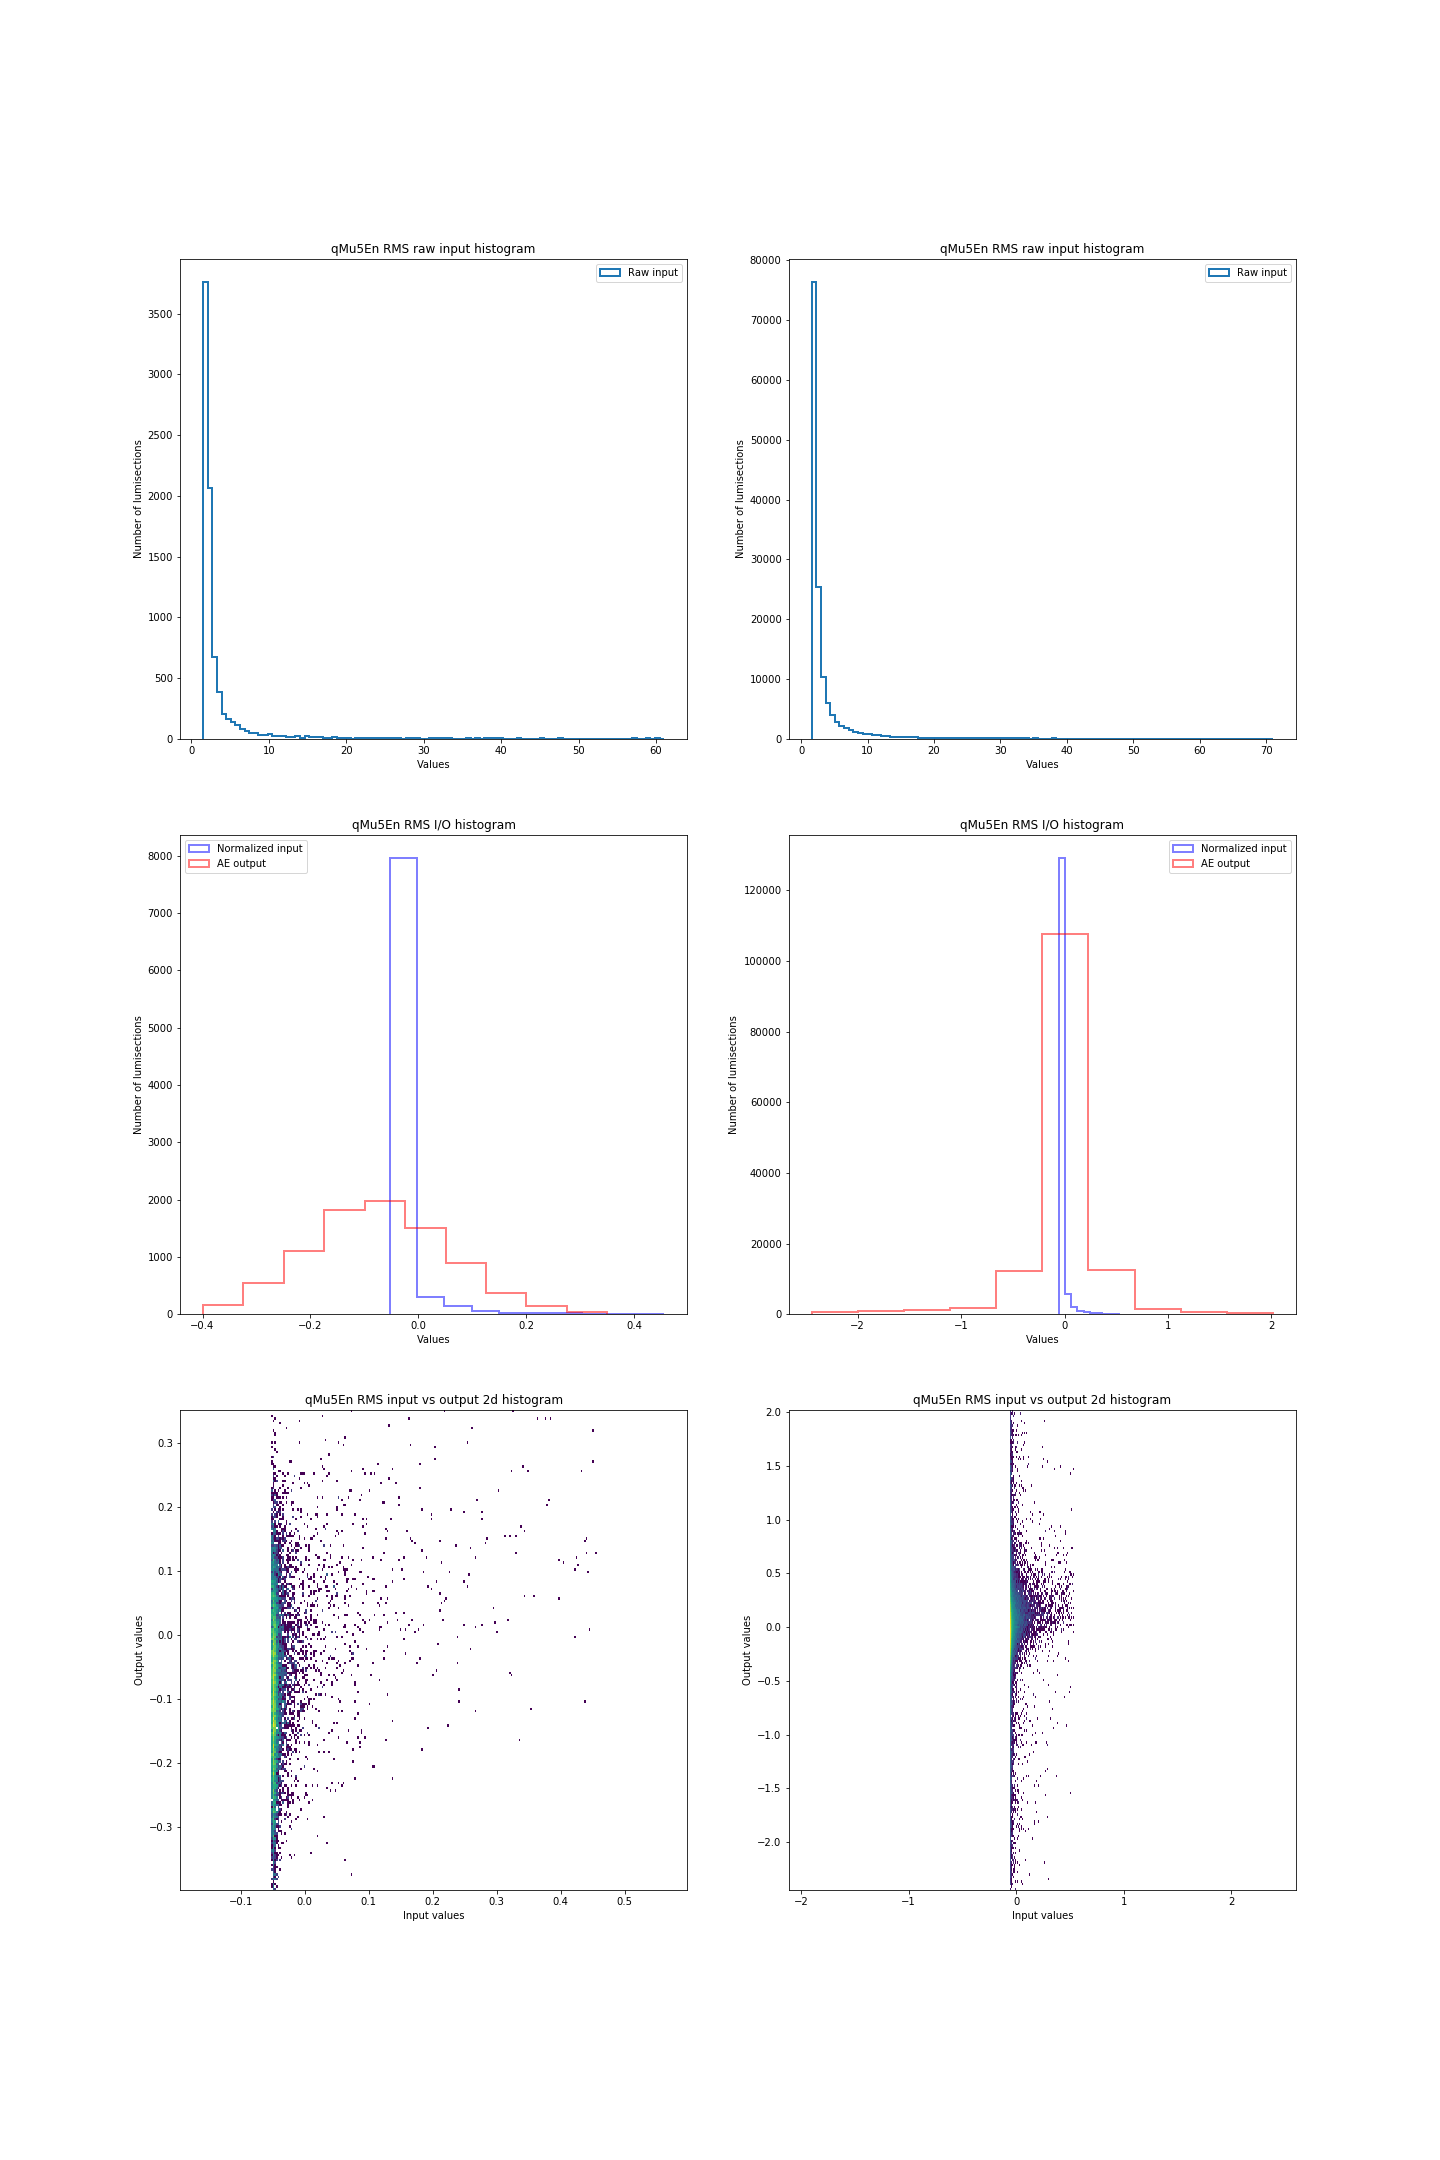 qMu5En RMS raw input histogram
Raw input
Number of lumisections
3500
3000
2500
2000
1500
1000
500
0
0 10 20 30 40 50 60
Values
qMu5En RMS raw input histogram
Raw input
Number of lumisections
80000
70000
60000
50000
40000
30000
20000
10000
0
0 10 20 30 40 50 60 70
Values
qMu5En RMS I/O histogram
Normalized input
AE output
Number of lumisections
8000
7000
6000
5000
4000
3000
2000
1000
0
−0.4 −0.2 0.0 0.2 0.4
Values
qMu5En RMS I/O histogram
Normalized input
AE output
Number of lumisections
120000
100000
80000
60000
40000
20000
0
−2 −1 0 1 2
Values
qMu5En RMS input vs output 2d histogram
Output values
0.3
0.2
0.1
0.0
−0.1
−0.2
−0.3
−0.1 0.0 0.1 0.2 0.3 0.4 0.5
Input values
qMu5En RMS input vs output 2d histogram
Output values
2.0
1.5
1.0
0.5
0.0
−0.5
−1.0
−1.5
−2.0
−2 −1 0 1 2
Input values